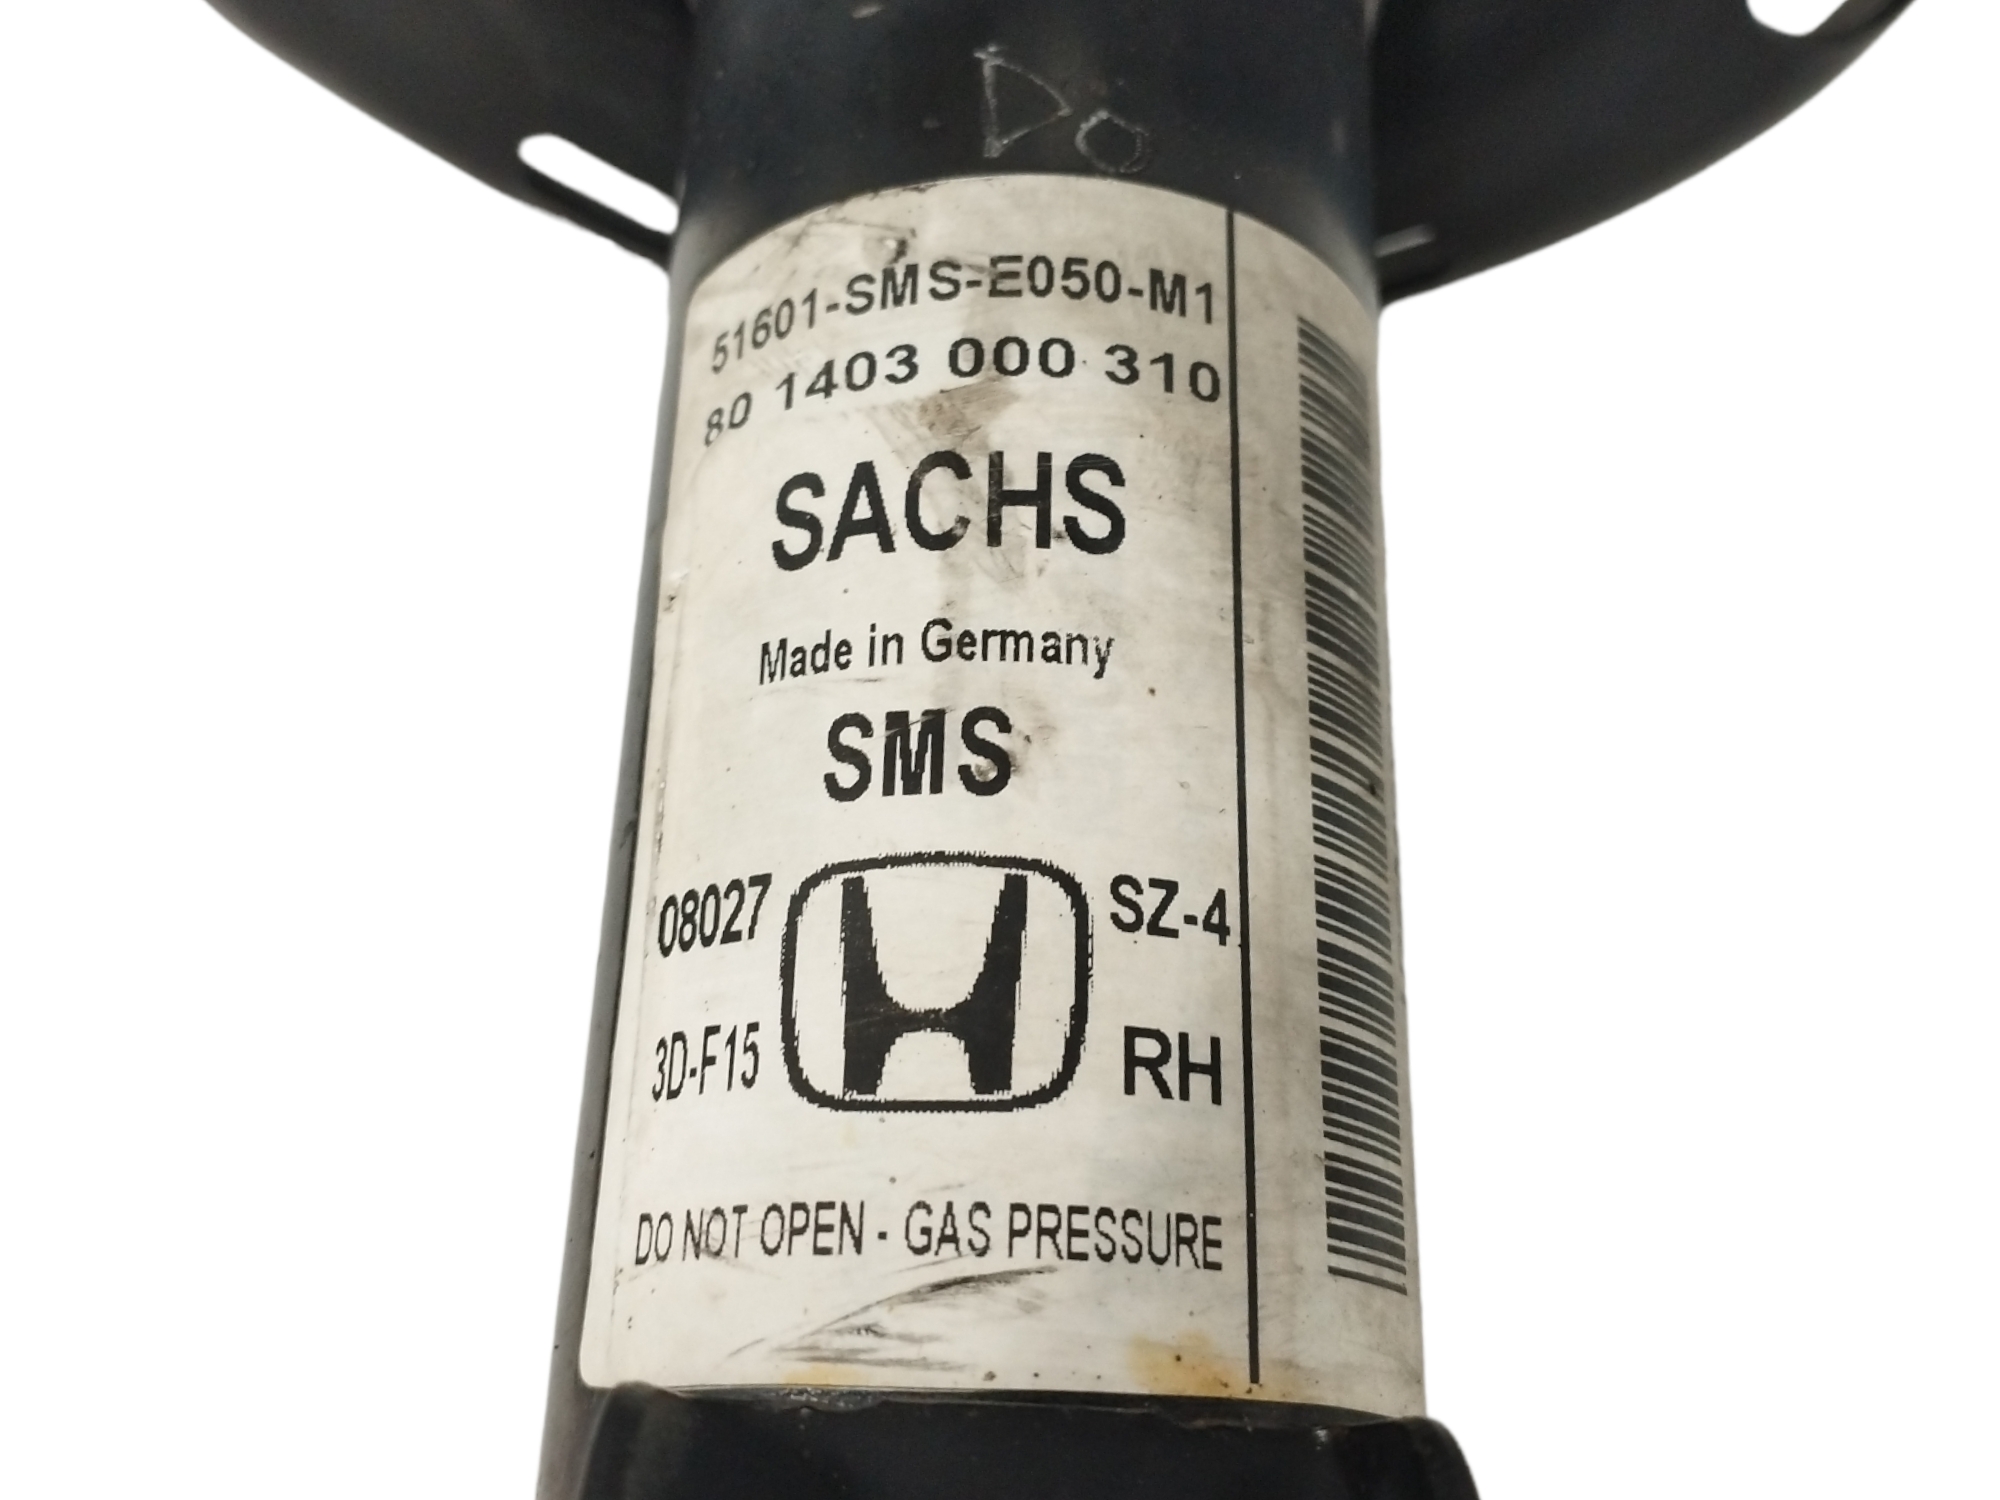 Do
51601-SMS-E050-M1
80 1403 000 310
SACHS
Made in Germany
SMS
08027 SZ-4
3D-F15 RH
DO NOT OPEN - GAS PRESSURE